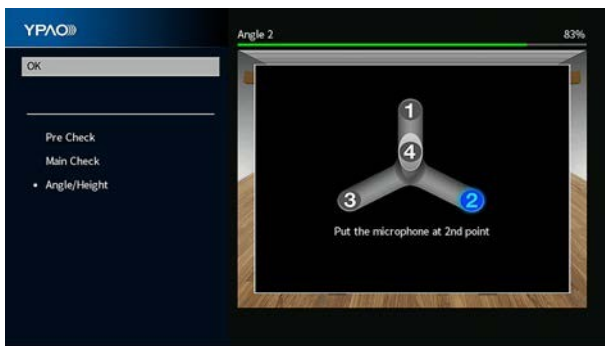 YPAO
OK
Pre Check
Main Check
• Angle/Height
Angle 2 83%
1
4
3
2
Put the microphone at 2nd point